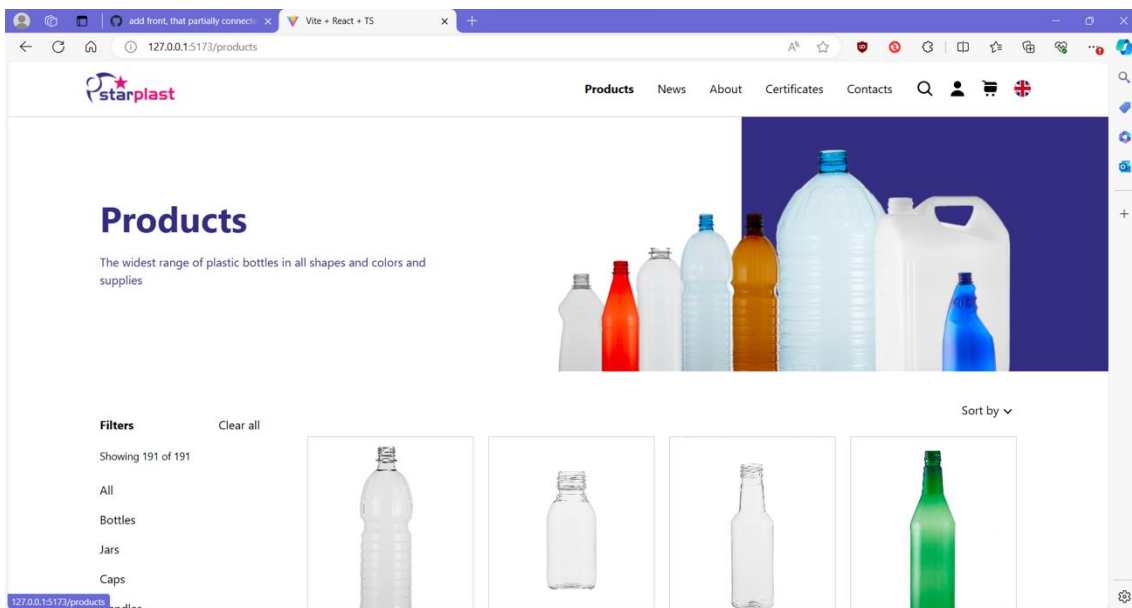 add front, that partially connecte
Vite + React + TS
127.0.0.1:5173/products
starplast
Products News About Certificates Contacts
Products
The widest range of plastic bottles in all shapes and colors and
supplies
Sort by
Filters Clear all
Showing 191 of 191
All
Bottles
Jars
Caps
127.0.0.1:5173/products